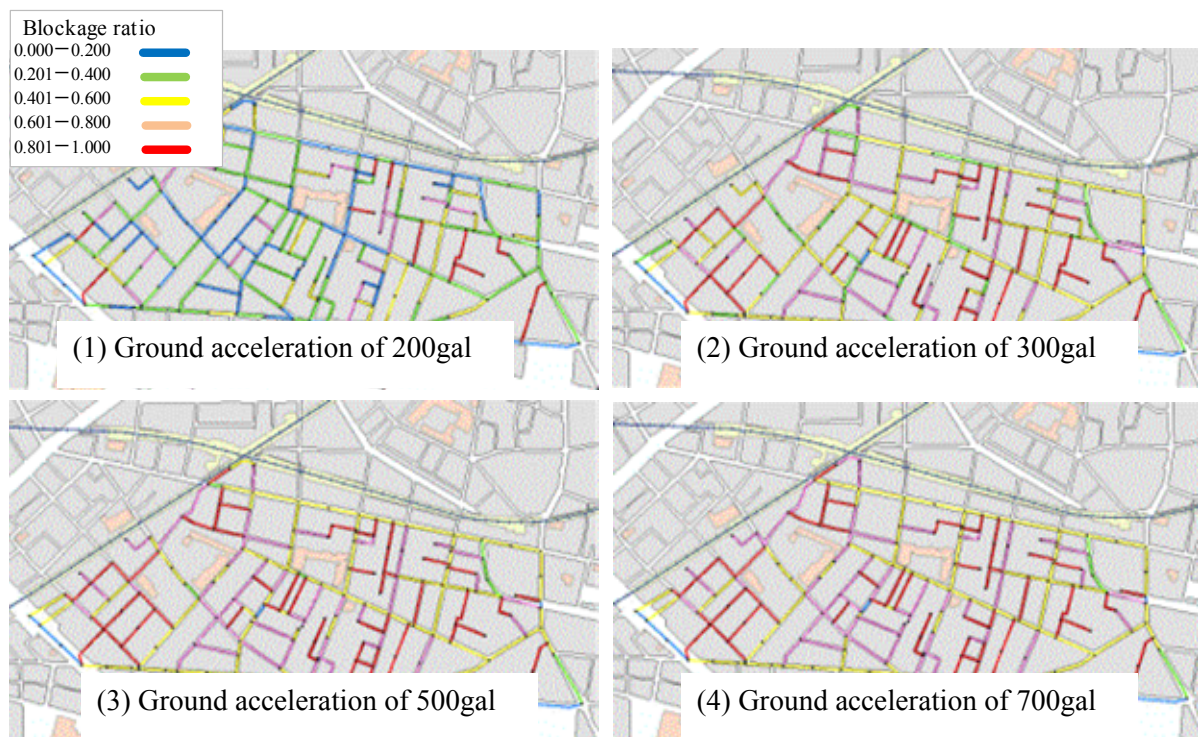 Blockage ratio
0.000－0.200
0.201－0.400
0.401－0.600
0.601－0.800
0.801－1.000
(1) Ground acceleration of 200gal
(2) Ground acceleration of 300gal
(3) Ground acceleration of 500gal
(4) Ground acceleration of 700gal